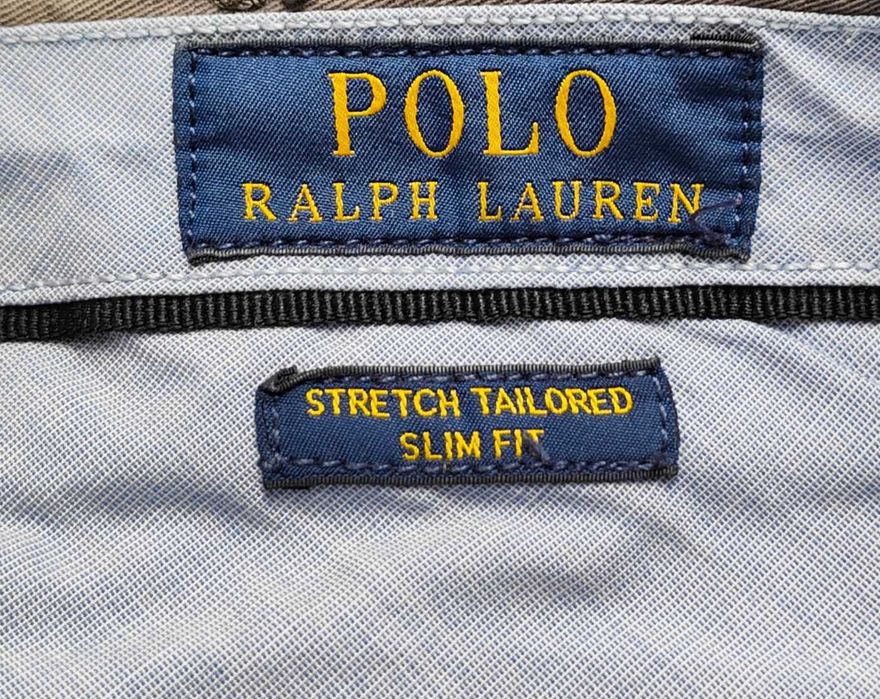 POLO
RALPH LAUREN
STRETCH TAILORED
SLIM FIT